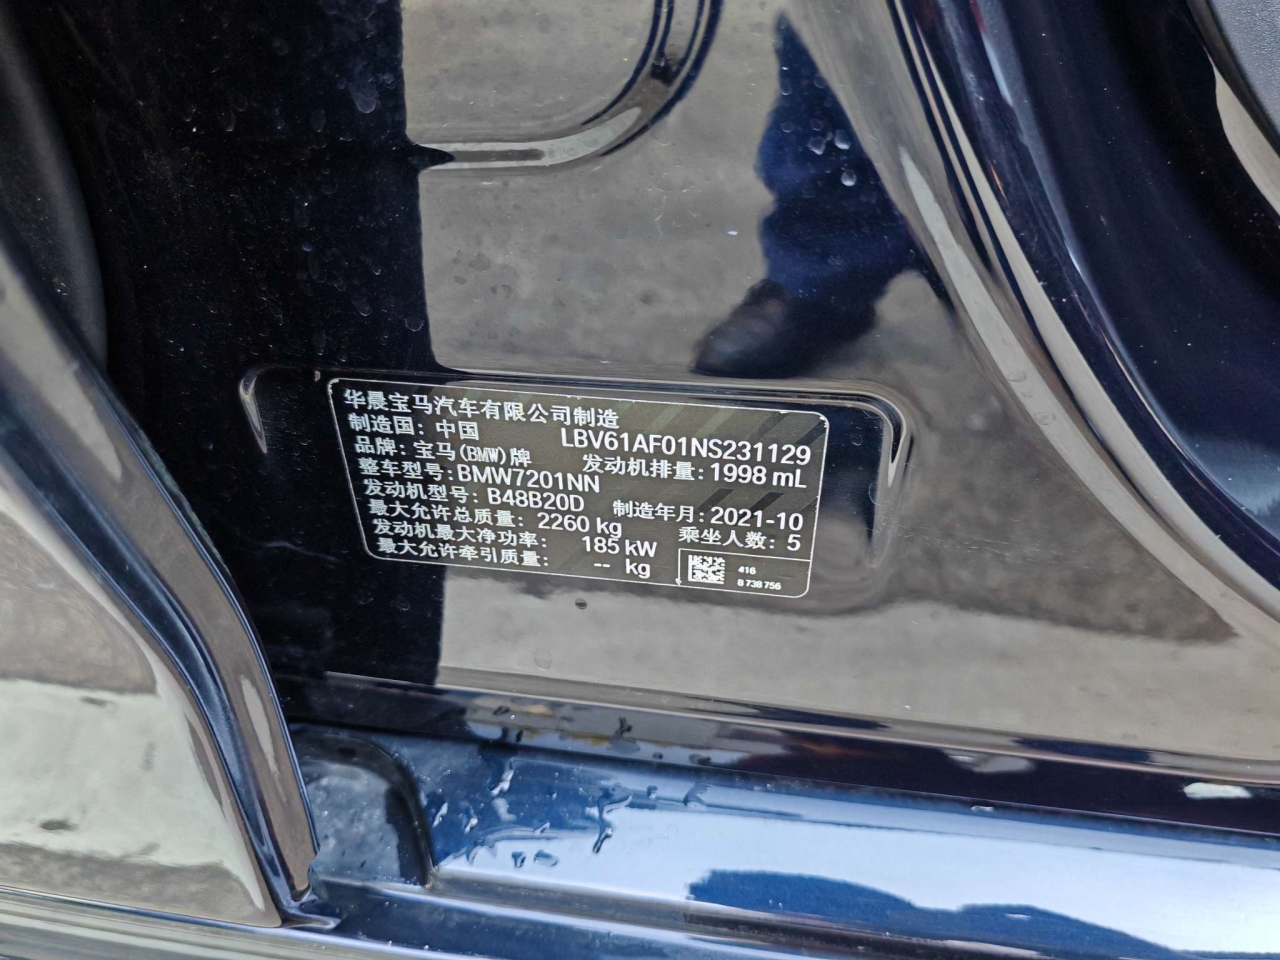 华晨宝马汽车有限公司制造
制造国：中国 LBV61AF01NS231129
品牌：宝马(BMW)牌 发动机排量：1998 mL
整车型号：BMW7201NN
发动机型号：B48B20D 制造年月：2021-10
最大允许总质量：2260 kg 乘坐人数：5
发动机最大净功率：185 kW
最大允许牵引质量：-- kg
416
8 738 756